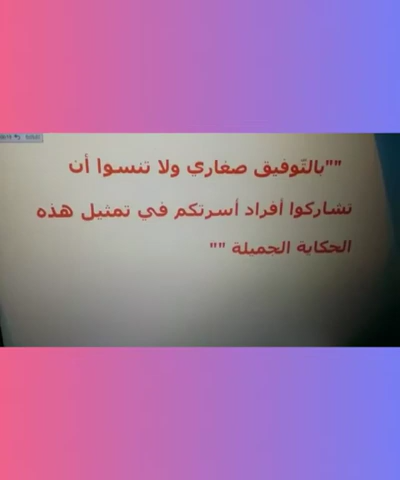 ""بالتّوفيق صغاري ولا تنسوا أن
تشاركوا أفراد أسرتكم في تمثيل هذه
الحكاية الجميلة ""